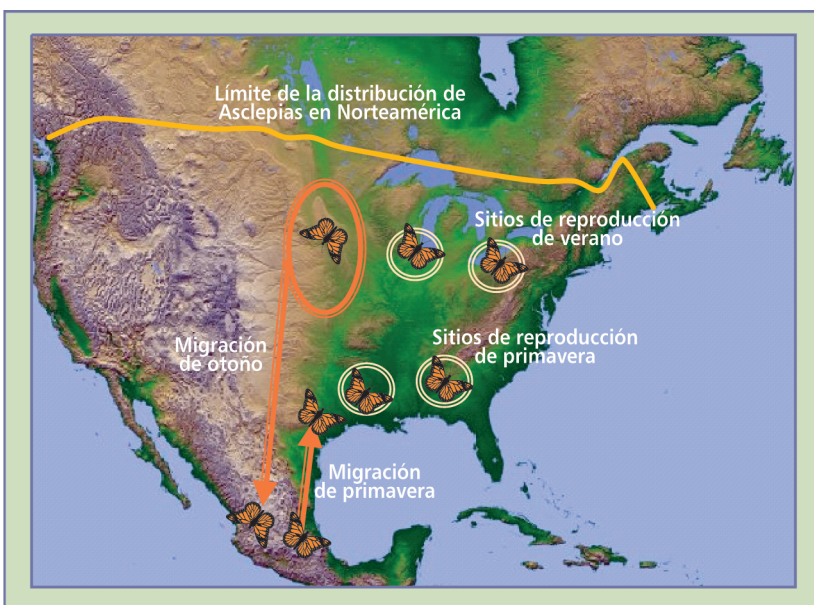 Límite de la distribución de
Asclepias en Norteamérica
Sitios de reproducción
de verano
Sitios de reproducción
de primavera
Migración
de otoño
Migración
de primavera